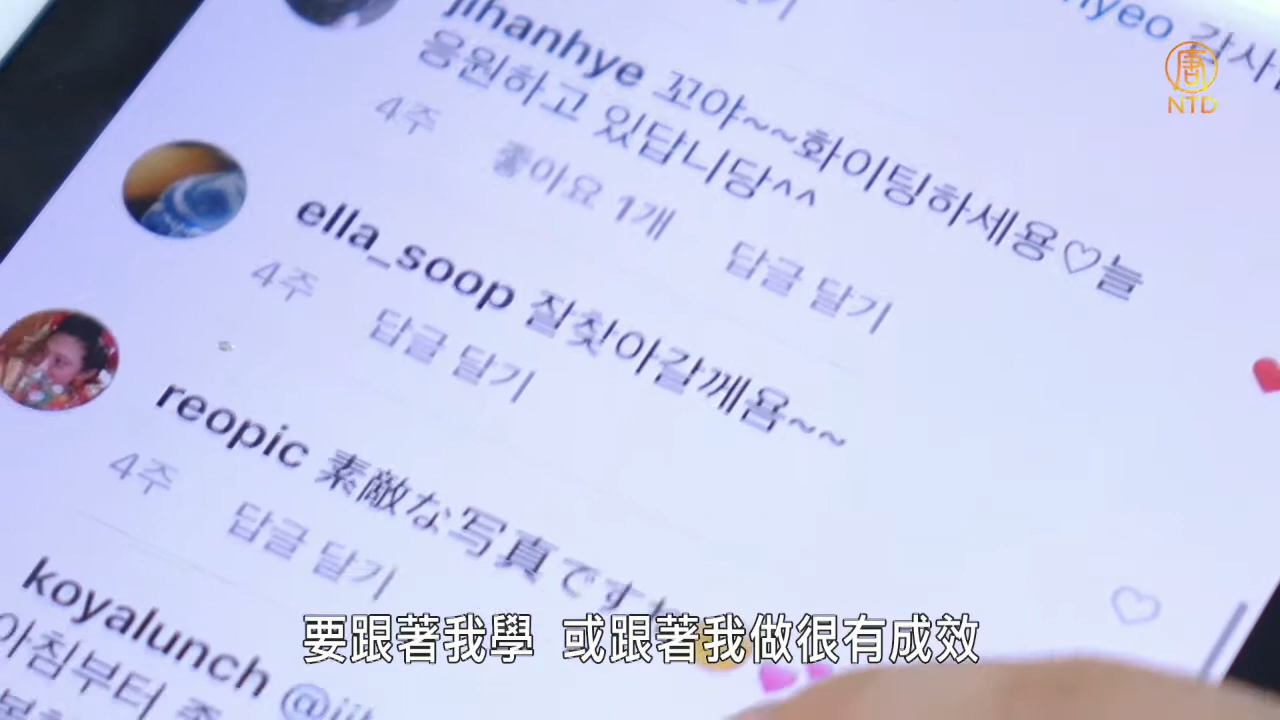 jihanhye 꼬야~~화이팅하세용♡늘
응원하고 있답니당^^
4주 좋아요 1개 답글 달기
ella_soop 잘찾아갈께욤~~
4주 답글 달기
reopic 素敵な写真です
4주 답글 달기
koyalunch
아침부터
唐
NTD
要跟著我學 或跟著我做很有成效